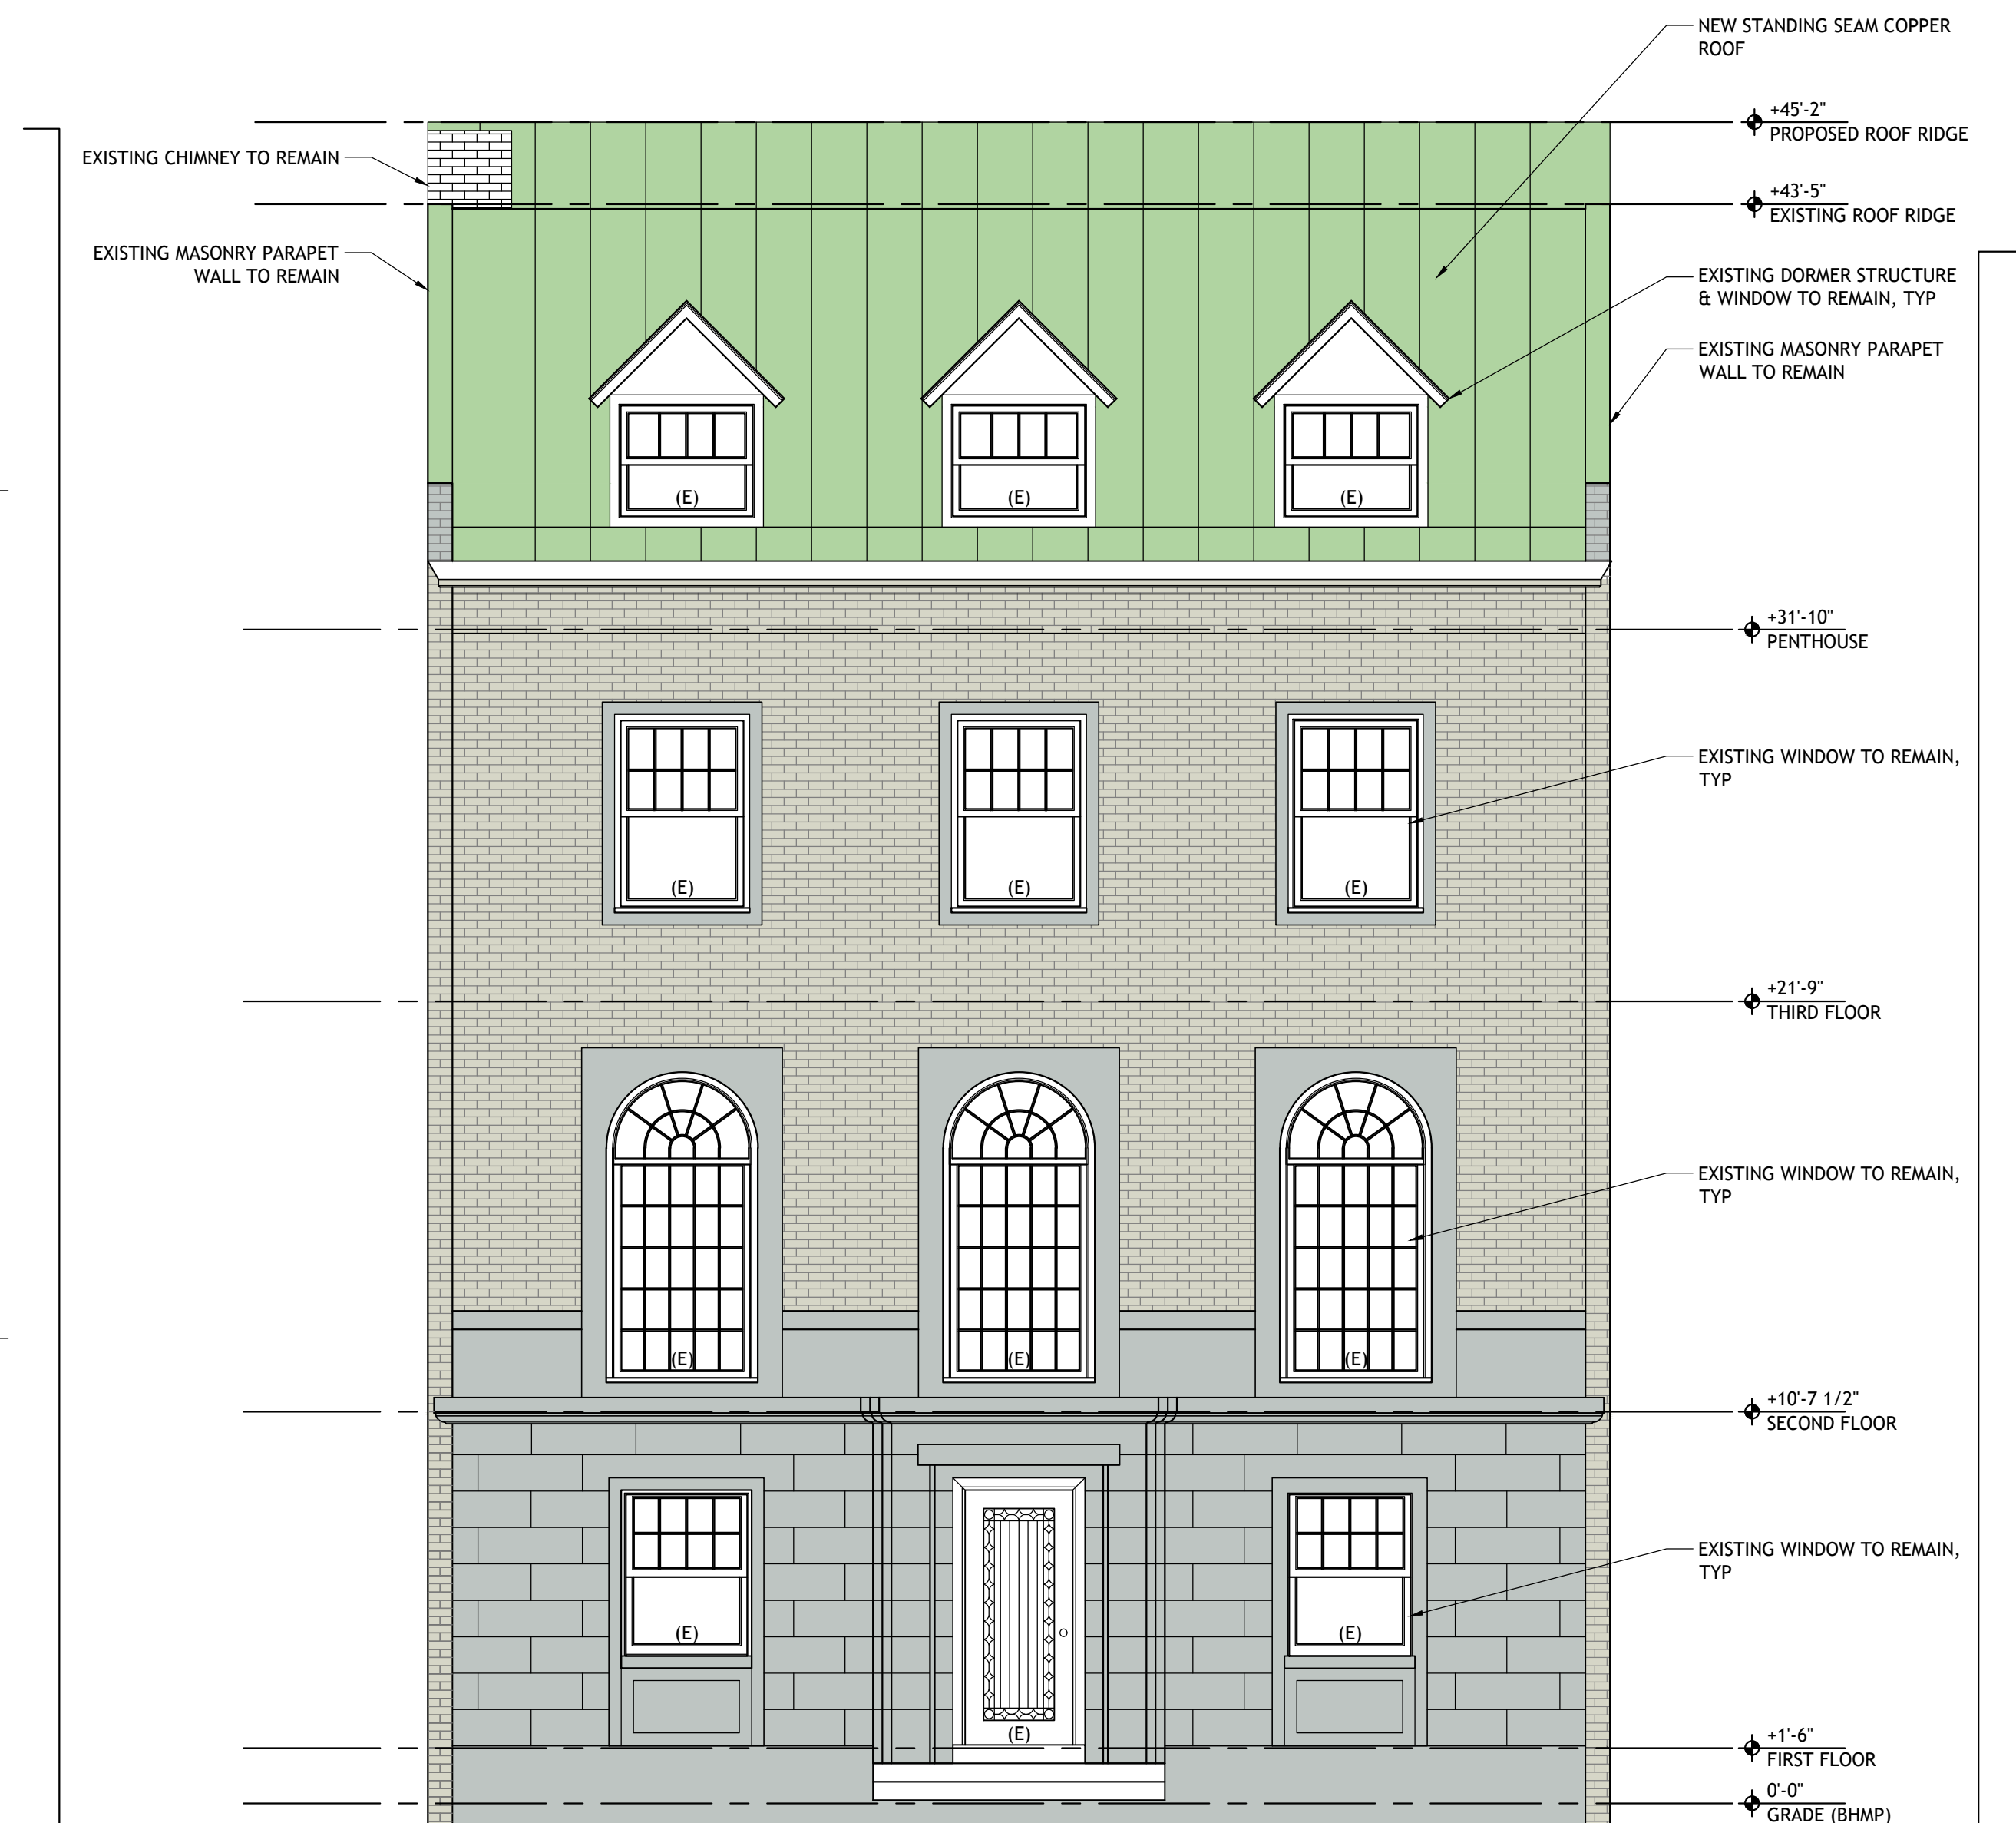 NEW STANDING SEAM COPPER
ROOF
+45'-2"
PROPOSED ROOF RIDGE
EXISTING CHIMNEY TO REMAIN
+43'-5"
EXISTING ROOF RIDGE
EXISTING MASONRY PARAPET
WALL TO REMAIN
EXISTING DORMER STRUCTURE
& WINDOW TO REMAIN, TYP
EXISTING MASONRY PARAPET
WALL TO REMAIN
(E)
(E)
(E)
+31'-10"
PENTHOUSE
EXISTING WINDOW TO REMAIN,
TYP
(E)
(E)
(E)
+21'-9"
THIRD FLOOR
EXISTING WINDOW TO REMAIN,
TYP
(E)
(E)
(E)
+10'-7 1/2"
SECOND FLOOR
EXISTING WINDOW TO REMAIN,
TYP
(E)
(E)
(E)
+1'-6"
FIRST FLOOR
0'-0"
GRADE (BHMP)